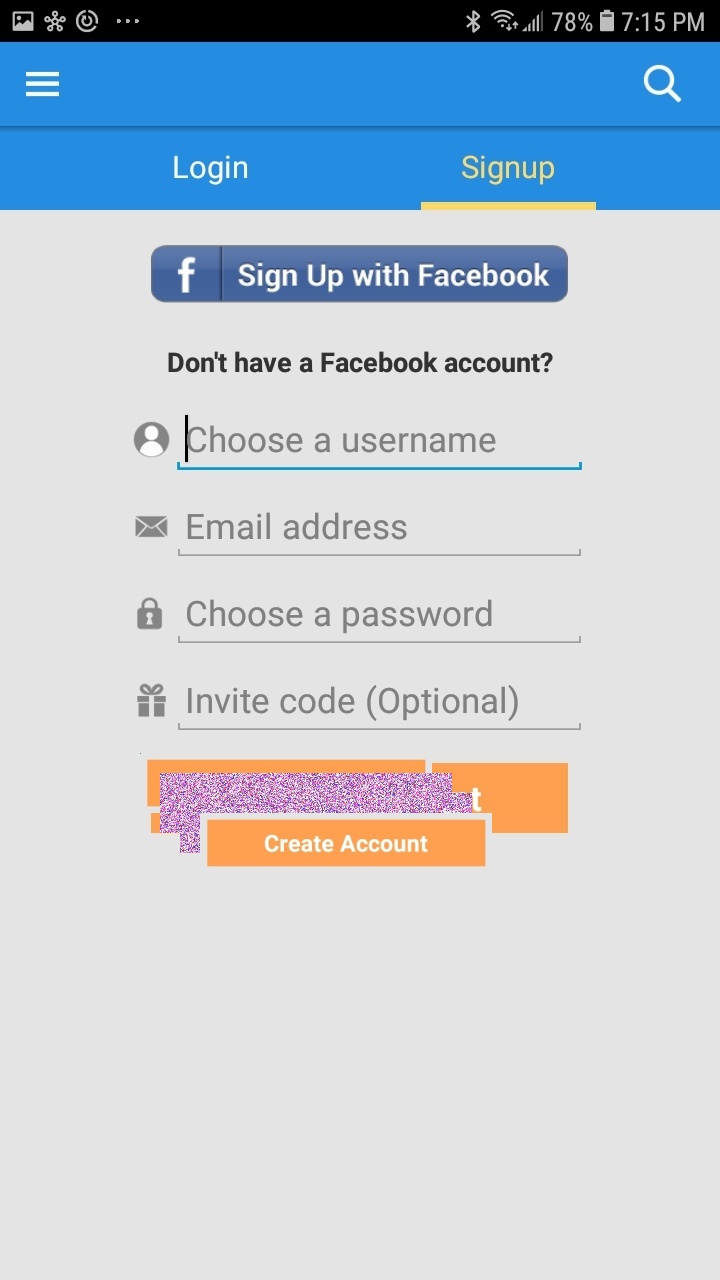 78% 7:15 PM
Login Signup
f Sign Up with Facebook
Don't have a Facebook account?
Choose a username
Email address
Choose a password
Invite code (Optional)
t
Create Account